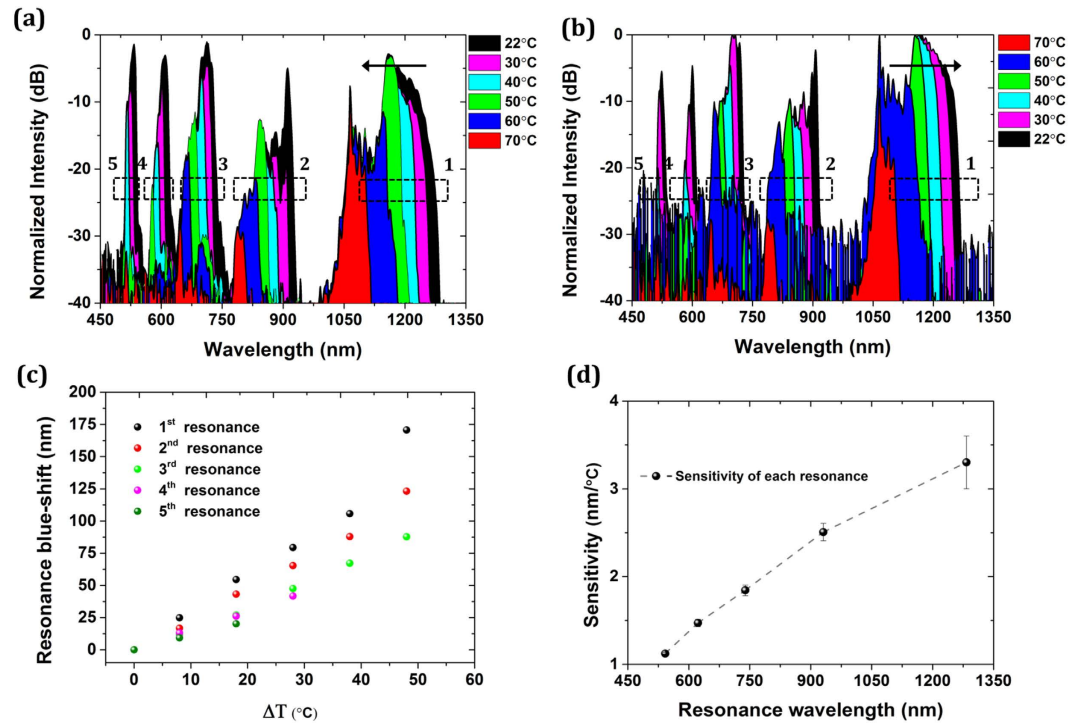 (a)
0
-10
-20
-30
-40
Normalized Intensity (dB)
5 4 3 2 1
22°C
30°C
40°C
50°C
60°C
70°C
450 600 750 900 1050 1200 1350
Wavelength (nm)
(b)
0
-10
-20
-30
-40
Normalized Intensity (dB)
5 4 3 2 1
70°C
60°C
50°C
40°C
30°C
22°C
450 600 750 900 1050 1200 1350
Wavelength (nm)
(c)
200
175
150
125
100
75
50
25
0
Resonance blue-shift (nm)
1st resonance
2nd resonance
3rd resonance
4th resonance
5th resonance
0 10 20 30 40 50 60
ΔT (°C)
(d)
4
3
2
1
Sensitivity (nm/°C)
Sensitivity of each resonance
450 600 750 900 1050 1200 1350
Resonance wavelength (nm)